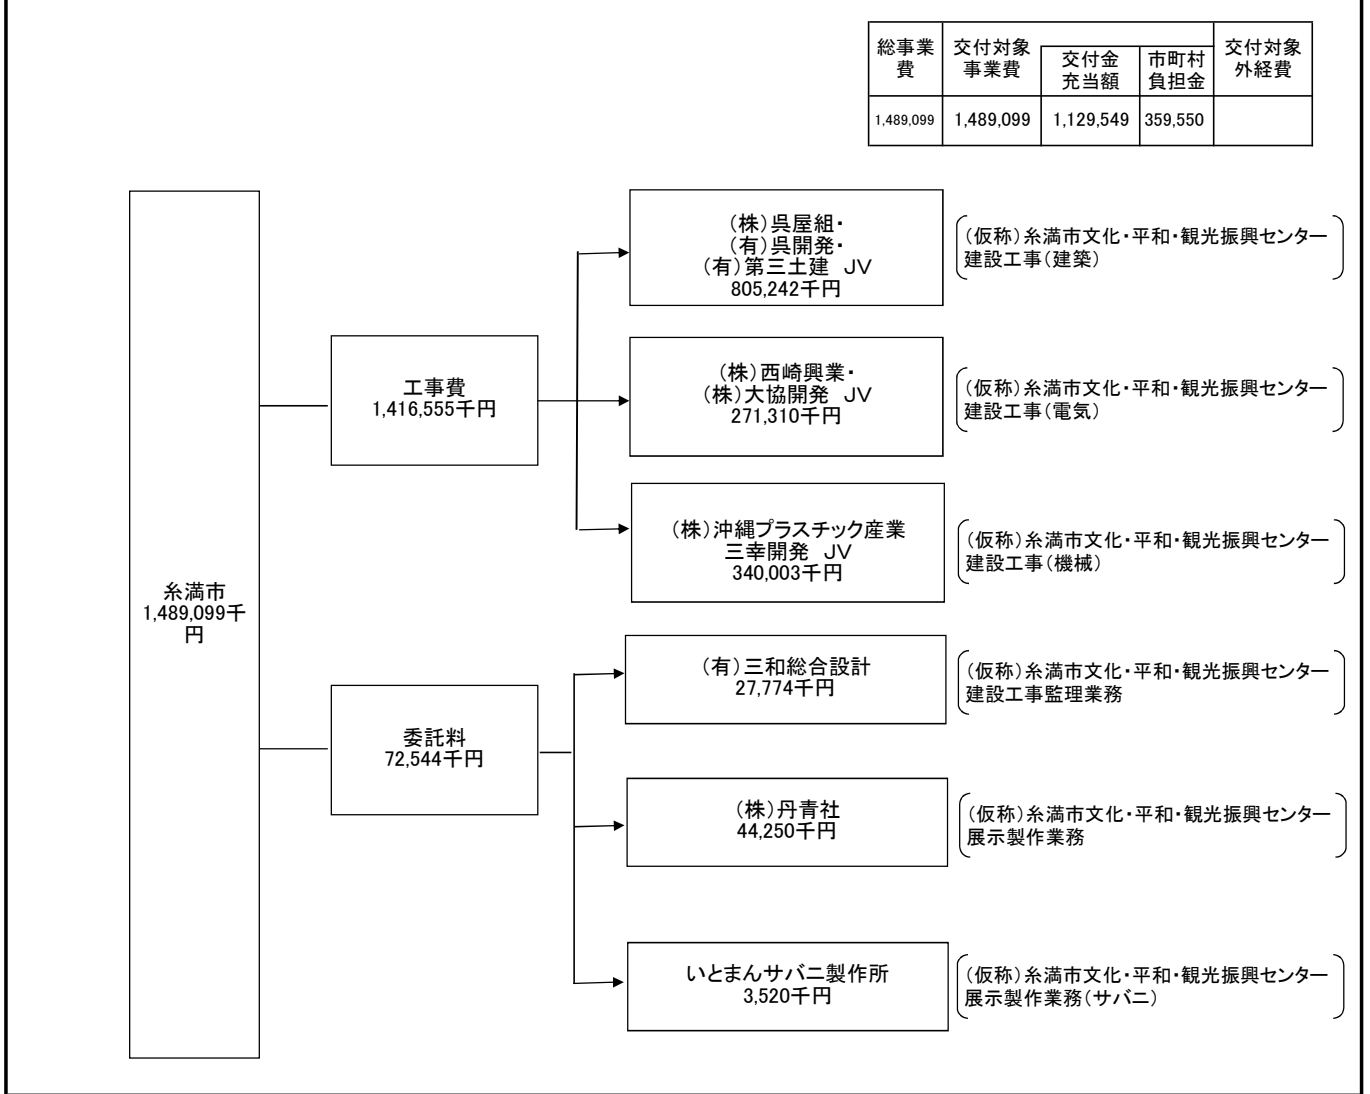 総事業
費
交付対象
事業費
交付金
充当額
市町村
負担金
交付対象
外経費
1,489,099
1,489,099
1,129,549
359,550
糸満市
1,489,099千
円
工事費
1,416,555千円
(株)呉屋組・
(有)呉開発・
(有)第三土建 JV
805,242千円
(仮称)糸満市文化・平和・観光振興センター
建設工事(建築)
(株)西崎興業・
(株)大協開発 JV
271,310千円
(仮称)糸満市文化・平和・観光振興センター
建設工事(電気)
(株)沖縄プラスチック産業
三幸開発 JV
340,003千円
(仮称)糸満市文化・平和・観光振興センター
建設工事(機械)
委託料
72,544千円
(有)三和総合設計
27,774千円
(仮称)糸満市文化・平和・観光振興センター
建設工事監理業務
(株)丹青社
44,250千円
(仮称)糸満市文化・平和・観光振興センター
展示製作業務
いとまんサバニ製作所
3,520千円
(仮称)糸満市文化・平和・観光振興センター
展示製作業務(サバニ)